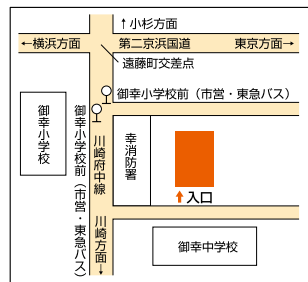 ↑小杉方面
←横浜方面 第二京浜国道 東京方面→
遠藤町交差点
御幸小学校前（市営・東急バス）
御幸小学校
御幸小学校前（市営・東急バス）
川崎府中線
川崎方面→
幸消防署
↑入口
御幸中学校